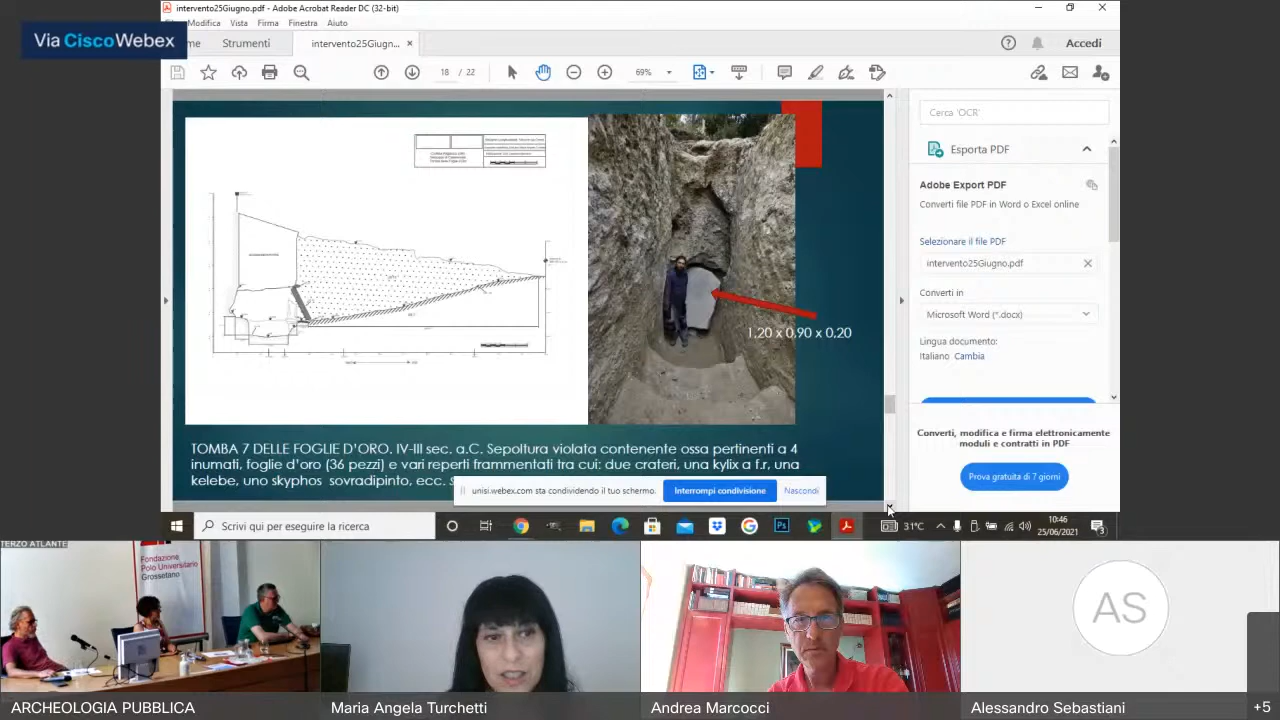 intervento25Giugno.pdf - Adobe Acrobat Reader DC (32-bit)
Modifica Vista Firma Finestra Aiuto
Via CiscoWebex
me Strumenti intervento25Giugn... × Accedi
18 / 22 69%
Cerca 'OCR'
Esporta PDF
Adobe Export PDF
Converti file PDF in Word o Excel online
Selezionare il file PDF
intervento25Giugno.pdf
Converti in
Microsoft Word (*.docx)
Lingua documento:
Italiano Cambia
1,20 x 0,90 x 0,20
Converti, modifica e firma elettronicamente
moduli e contratti in PDF
Prova gratuita di 7 giorni
TOMBA 7 DELLE FOGLIE D'ORO. IV-III sec. a.C. Sepoltura violata contenente ossa pertinenti a 4
inumati, foglie d'oro (36 pezzi) e vari reperti frammentati tra cui: due crateri, una kylix a f.r, una
kelebe, uno skyphos sovradipinto, ecc. s
unisi.webex.com sta condividendo il tuo schermo. Interrompi condivisione Nascondi
Scrivi qui per eseguire la ricerca
31°C
10:46
25/06/2021
3
TERZO ATLANTE
Fondazione
Polo Universitario
Grossetano
AS
ARCHEOLOGIA PUBBLICA
Maria Angela Turchetti
Andrea Marcocci
Alessandro Sebastiani
+5